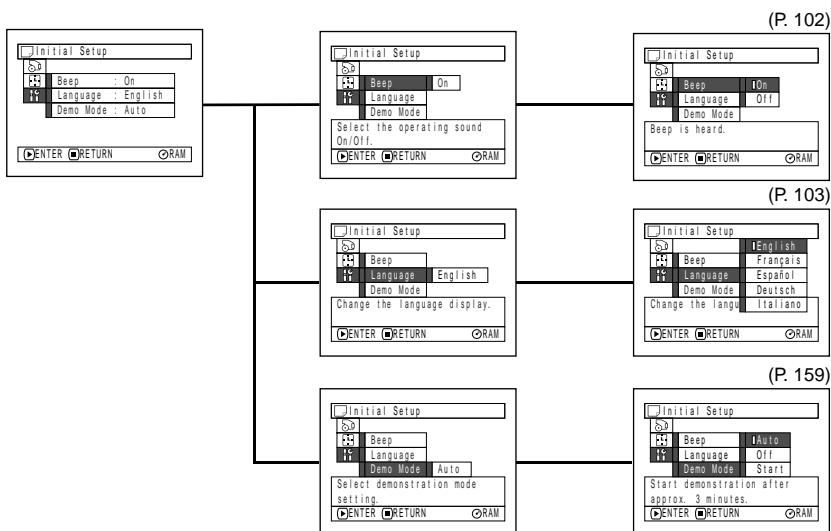 (P. 102)
Initial Setup
Beep : On
Language : English
Demo Mode : Auto
ENTER RETURN RAM
Initial Setup
Beep On
Language
Demo Mode
Select the operating sound
On/Off.
ENTER RETURN RAM
Initial Setup
Beep On
Language Off
Demo Mode
Beep is heard.
ENTER RETURN RAM
(P. 103)
Initial Setup
Beep
Language English
Demo Mode
Change the language display.
ENTER RETURN RAM
Initial Setup
English
Beep Français
Language Español
Demo Mode Deutsch
Change the langu Italiano
ENTER RETURN RAM
(P. 159)
Initial Setup
Beep
Language
Demo Mode Auto
Select demonstration mode
setting.
ENTER RETURN RAM
Initial Setup
Beep Auto
Language Off
Demo Mode Start
Start demonstration after
approx. 3 minutes.
ENTER RETURN RAM